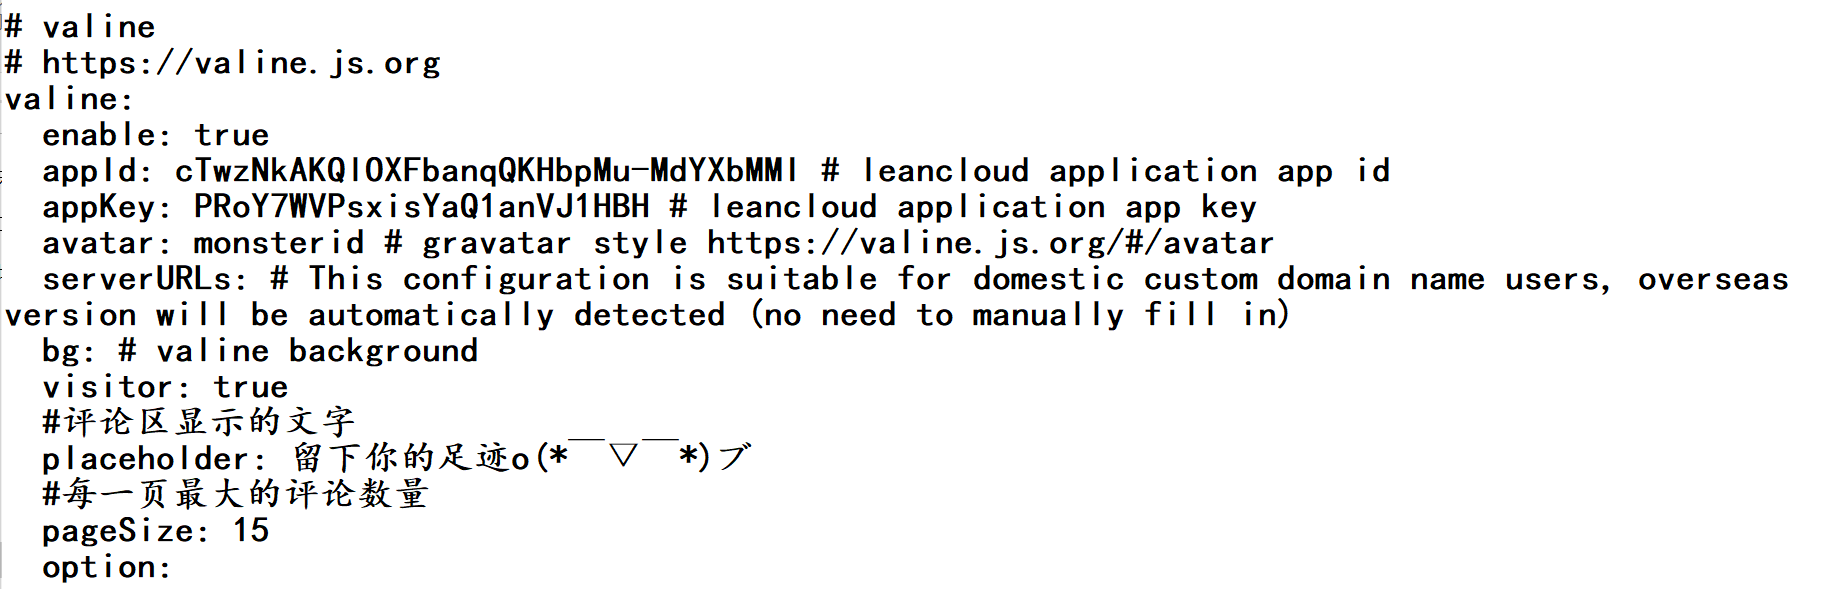 # valine
# https://valine.js.org
valine:
  enable: true
  appId: cTwzNkAKQl0XFbanqQKHbpMu-MdYXbMMI # leancloud application app id
  appKey: PRoY7WVPsxisYaQ1anVJ1HBH # leancloud application app key
  avatar: monsterid # gravatar style https://valine.js.org/#/avatar
  serverURLs: # This configuration is suitable for domestic custom domain name users, overseas
version will be automatically detected (no need to manually fill in)
  bg: # valine background
  visitor: true
  #评论区显示的文字
  placeholder: 留下你的足迹o(*￣▽￣*)ブ
  #每一页最大的评论数量
  pageSize: 15
  option: